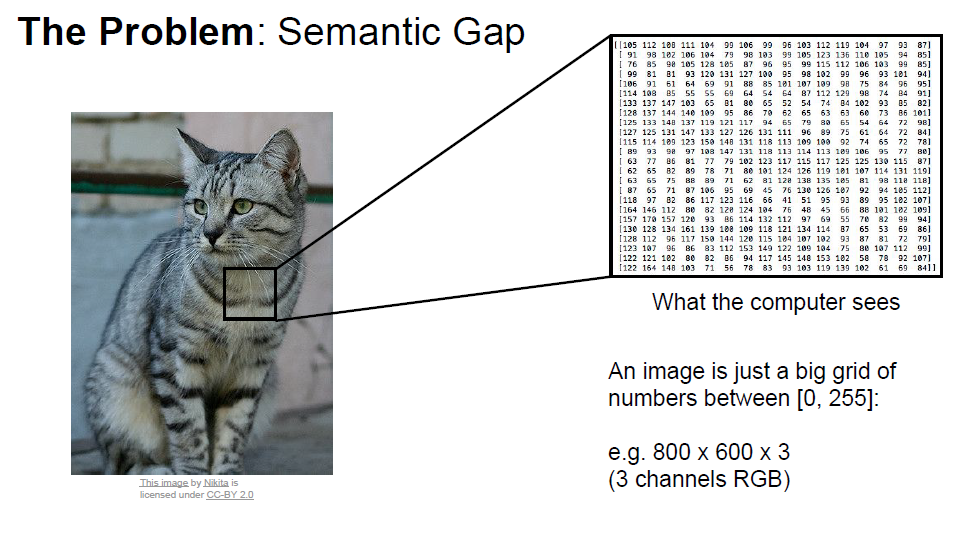 The Problem: Semantic Gap
[[105 112 108 111 104 99 106 99 96 103 112 119 104 97 93 87]
[ 91 98 102 106 104 79 98 103 99 105 123 136 110 105 94 85]
[ 76 85 90 105 128 105 87 96 95 99 115 112 106 103 99 85]
[ 99 81 81 93 120 131 127 100 95 98 102 99 96 93 101 94]
[106 91 61 64 69 91 88 85 101 107 109 98 75 84 96 95]
[114 108 85 55 55 69 64 54 64 87 112 129 98 74 84 91]
[133 137 147 103 65 81 80 65 52 54 74 84 102 93 85 82]
[128 137 144 140 109 95 86 70 62 65 63 63 60 73 86 101]
[125 133 148 137 119 121 117 94 65 79 80 65 54 64 72 98]
[127 125 131 147 133 127 126 131 111 96 89 75 61 64 72 84]
[115 114 109 123 150 148 131 118 113 109 100 92 74 65 72 78]
[ 89 93 90 97 108 147 131 118 113 114 113 109 106 95 77 80]
[ 63 77 86 81 77 79 102 123 117 115 117 125 125 130 115 87]
[ 62 65 82 89 78 71 80 101 124 126 119 101 107 114 131 119]
[ 63 65 75 88 89 71 62 81 120 138 135 105 81 98 110 118]
[ 87 65 71 87 106 95 69 45 76 130 126 107 92 94 105 112]
[118 97 82 86 117 123 116 66 41 51 95 93 89 95 102 107]
[164 146 112 80 82 120 124 104 76 48 45 66 88 101 102 109]
[157 170 157 120 93 86 114 132 112 97 69 55 70 82 99 94]
[130 128 134 161 139 100 109 118 121 134 114 87 65 53 69 86]
[128 112 96 117 150 144 120 115 104 107 102 93 87 81 72 79]
[123 107 96 86 83 112 153 149 122 109 104 75 80 107 112 99]
[122 121 102 80 82 86 94 117 145 148 153 102 58 78 92 107]
[122 164 148 103 71 56 78 83 93 103 119 139 102 61 69 84]]
What the computer sees
An image is just a big grid of
numbers between [0, 255]:
e.g. 800 x 600 x 3
(3 channels RGB)
This image by Nikita is
licensed under CC-BY 2.0